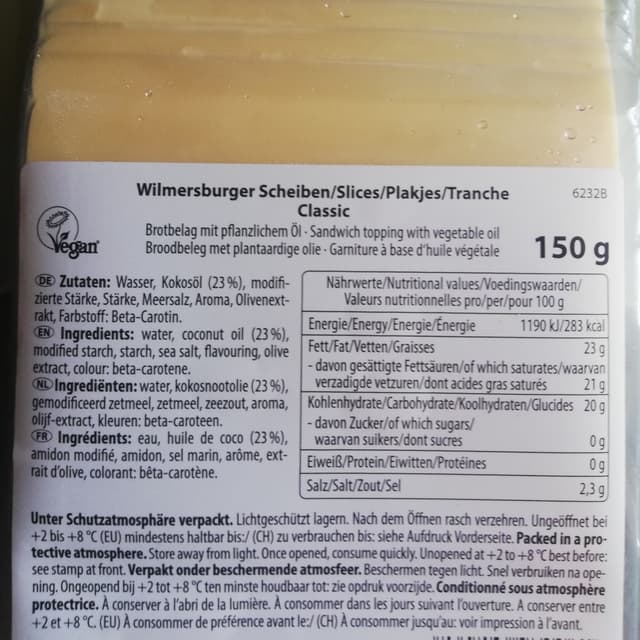 Wilmersburger Scheiben/Slices/Plakjes/Tranche
Classic
6232B
Brotbelag mit pflanzlichem Öl · Sandwich topping with vegetable oil
Broodbeleg met plantaardige olie · Garniture à base d'huile végétale
150 g
Vegan
DE Zutaten: Wasser, Kokosöl (23%), modifi-
zierte Stärke, Stärke, Meersalz, Aroma, Olivenext-
rakt, Farbstoff: Beta-Carotin.
EN Ingredients: water, coconut oil (23%),
modified starch, starch, sea salt, flavouring, olive
extract, colour: beta-carotene.
NL Ingrediënten: water, kokosnootolie (23%),
gemodificeerd zetmeel, zetmeel, zeezout, aroma,
olijf-extract, kleuren: bèta-caroteen.
FR Ingrédients: eau, huile de coco (23%),
amidon modifié, amidon, sel marin, arôme, ext-
rait d'olive, colorant: bêta-carotène.
Nährwerte/Nutritional values/Voedingswaarden/
Valeurs nutritionnelles pro/per/pour 100 g
Energie/Energy/Energie/Énergie 1190 kJ/283 kcal
Fett/Fat/Vetten/Graisses 23 g
- davon gesättigte Fettsäuren/of which saturates/waarvan
verzadigde vetzuren/dont acides gras saturés 21 g
Kohlenhydrate/Carbohydrate/Koolhydraten/Glucides 20 g
- davon Zucker/of which sugars/
waarvan suikers/dont sucres 0 g
Eiweiß/Protein/Eiwitten/Protéines 0 g
Salz/Salt/Zout/Sel 2,3 g
Unter Schutzatmosphäre verpackt. Lichtgeschützt lagern. Nach dem Öffnen rasch verzehren. Ungeöffnet bei
+2 bis +8 °C (EU) mindestens haltbar bis:/ (CH) zu verbrauchen bis: siehe Aufdruck Vorderseite. Packed in a pro-
tective atmosphere. Store away from light. Once opened, consume quickly. Unopened at +2 to +8 °C best before:
see stamp at front. Verpakt onder beschermende atmosfeer. Beschermen tegen licht. Snel verbruiken na ope-
ning. Ongeopend bij +2 tot +8 °C ten minste houdbaar tot: zie opdruk voorzijde. Conditionné sous atmosphère
protectrice. À conserver à l'abri de la lumière. À consommer dans les jours suivant l'ouverture. A conserver entre
+2 et +8 °C. (EU) À consommer de préférence avant le:/ (CH) À consommer jusqu'au: voir impression à l'avant.